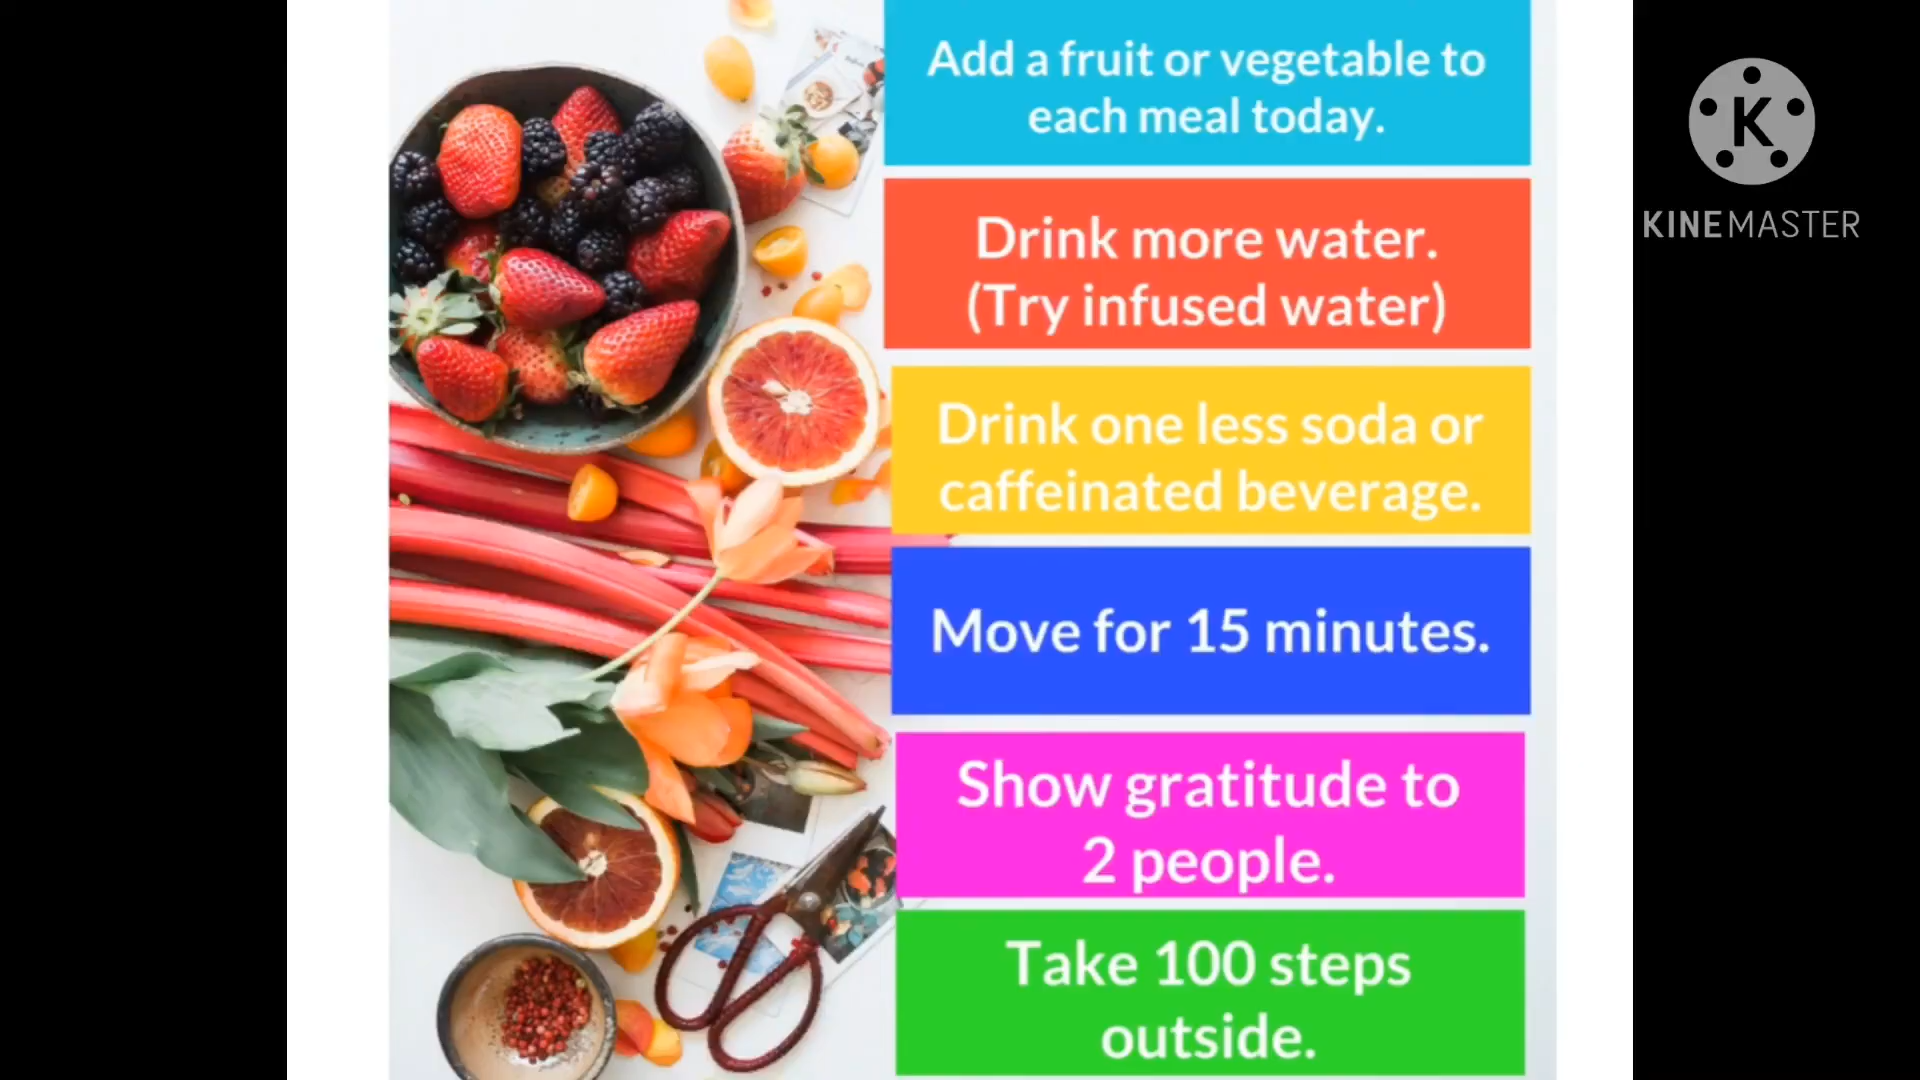 Add a fruit or vegetable to
each meal today.
Drink more water.
(Try infused water)
Drink one less soda or
caffeinated beverage.
Move for 15 minutes.
Show gratitude to
2 people.
Take 100 steps
outside.
K
KINEMASTER